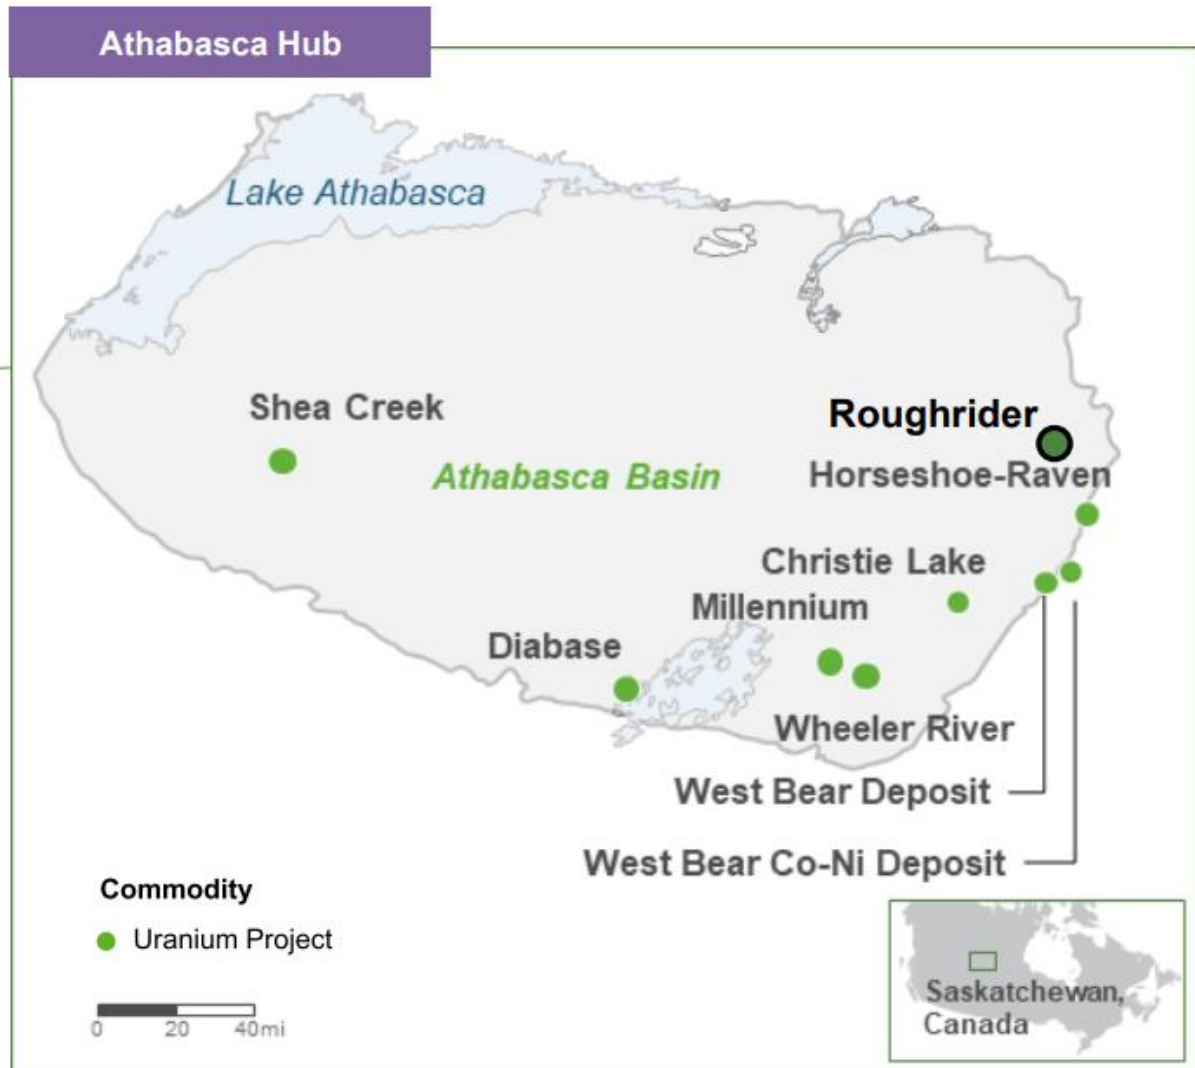 Athabasca Hub
Lake Athabasca
Shea Creek
Roughrider
Athabasca Basin
Horseshoe-Raven
Christie Lake
Millennium
Diabase
Wheeler River
West Bear Deposit
West Bear Co-Ni Deposit
Commodity
Uranium Project
0 20 40mi
Saskatchewan,
Canada